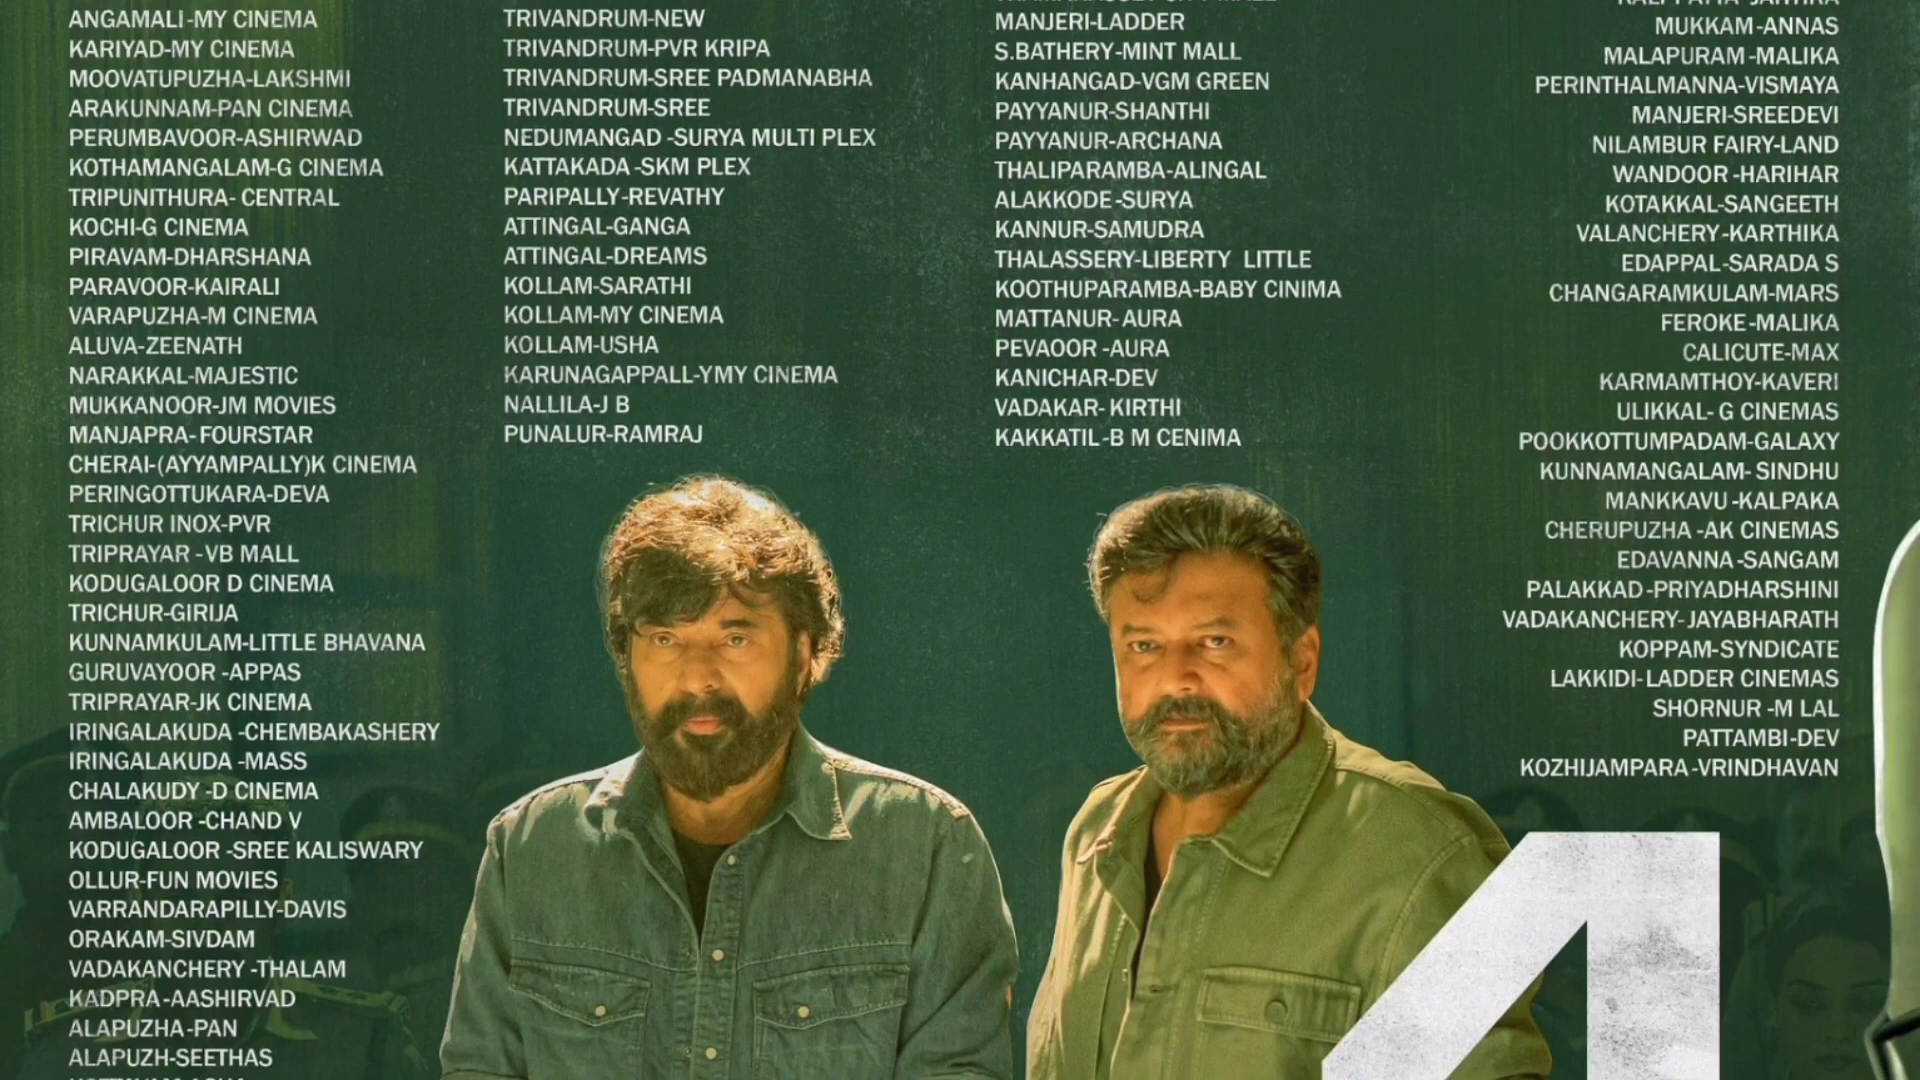 ANGAMALI-MY CINEMA
KARIYAD-MY CINEMA
MOOVATUPUZHA-LAKSHMI
ARAKUNNAM-PAN CINEMA
PERUMBAVOOR-ASHIRWAD
KOTHAMANGALAM-G CINEMA
TRIPUNITHURA- CENTRAL
KOCHI-G CINEMA
PIRAVAM-DHARSHANA
PARAVOOR-KAIRALI
VARAPUZHA-M CINEMA
ALUVA-ZEENATH
NARAKKAL-MAJESTIC
MUKKANOOR-JM MOVIES
MANJAPRA-FOURSTAR
CHERAI-(AYYAMPALLY)K CINEMA
PERINGOTTUKARA-DEVA
TRICHUR INOX-PVR
TRIPRAYAR -VB MALL
KODUGALOOR D CINEMA
TRICHUR-GIRIJA
KUNNAMKULAM-LITTLE BHAVANA
GURUVAYOOR -APPAS
TRIPRAYAR-JK CINEMA
IRINGALAKUDA -CHEMBAKASHERY
IRINGALAKUDA -MASS
CHALAKUDY -D CINEMA
AMBALOOR -CHAND V
KODUGALOOR -SREE KALISWARY
OLLUR-FUN MOVIES
VARRANDARAPILLY-DAVIS
ORAKAM-SIVDAM
VADAKANCHERY -THALAM
KADPRA -AASHIRVAD
ALAPUZHA -PAN
ALAPUZH-SEETHAS
TRIVANDRUM-NEW
TRIVANDRUM-PVR KRIPA
TRIVANDRUM-SREE PADMANABHA
TRIVANDRUM-SREE
NEDUMANGAD -SURYA MULTI PLEX
KATTAKADA -SKM PLEX
PARIPALLY-REVATHY
ATTINGAL-GANGA
ATTINGAL-DREAMS
KOLLAM-SARATHI
KOLLAM-MY CINEMA
KOLLAM-USHA
KARUNAGAPPALL-YMY CINEMA
NALLILA-J B
PUNALUR-RAMRAJ
MANJERI-LADDER
S.BATHERY-MINT MALL
KANHANGAD-VGM GREEN
PAYYANUR-SHANTHI
PAYYANUR-ARCHANA
THALIPARAMBA-ALINGAL
ALAKKODE -SURYA
KANNUR-SAMUDRA
THALASSERY-LIBERTY LITTLE
KOOTHUPARAMBA-BABY CINIMA
MATTANUR- AURA
PEVAOOR -AURA
KANICHAR-DEV
VADAKAR- KIRTHI
KAKKATIL -B M CENIMA
MUKKAM -ANNAS
MALAPURAM -MALIKA
PERINTHALMANNA-VISMAYA
MANJERI-SREEDEVI
NILAMBUR FAIRY-LAND
WANDOOR -HARIHAR
KOTAKKAL-SANGEETH
VALANCHERY -KARTHIKA
EDAPPAL-SARADA S
CHANGARAMKULAM-MARS
FEROKE -MALIKA
CALICUTE-MAX
KARMAMTHOY-KAVERI
ULIKKAL- G CINEMAS
POOKKOTTUMPADAM-GALAXY
KUNNAMANGALAM- SINDHU
MANKKAVU -KALPAKA
CHERUPUZHA -AK CINEMAS
EDAVANNA -SANGAM
PALAKKAD -PRIYADHARSHINI
VADAKANCHERY- JAYABHARATH
KOPPAM-SYNDICATE
LAKKIDI-LADDER CINEMAS
SHORNUR -M LAL
PATTAMBI-DEV
KOZHIJAMPARA -VRINDHAVAN